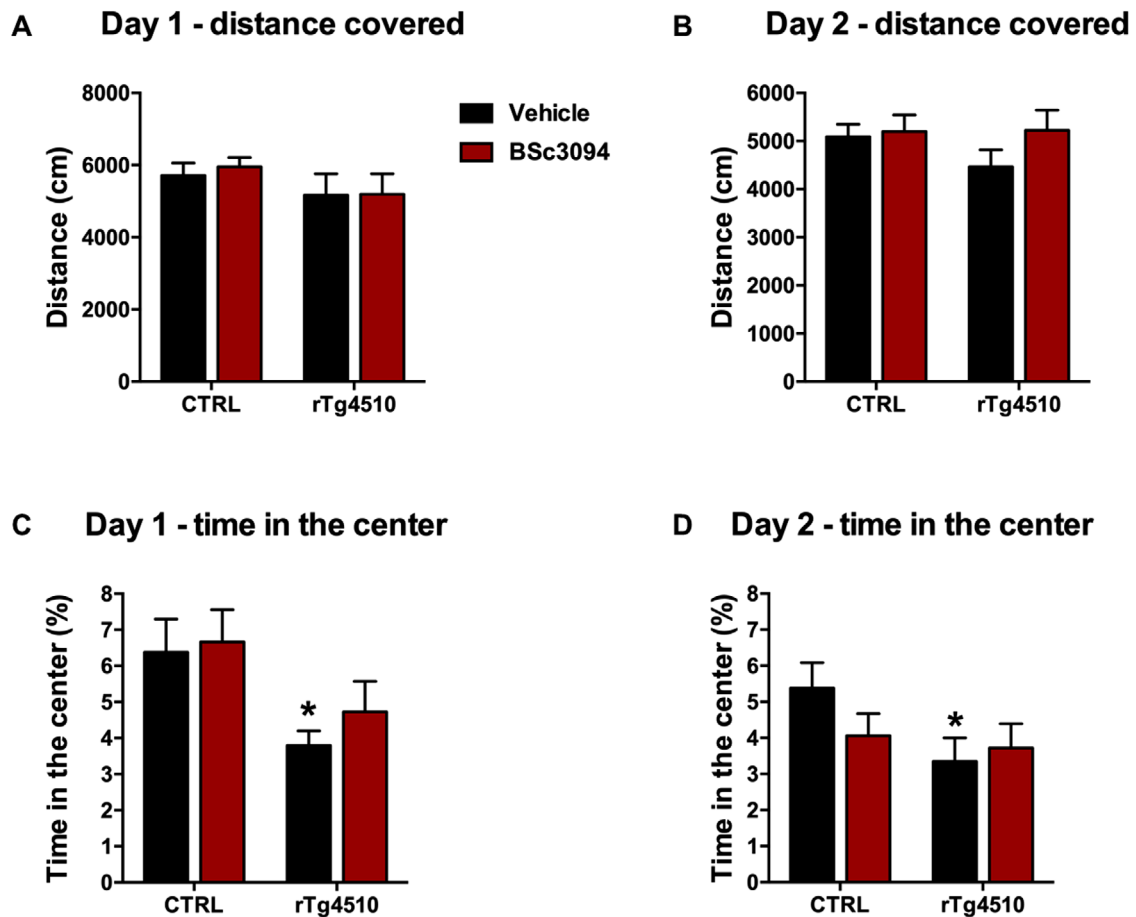 A Day 1 - distance covered
8000
6000
4000
2000
0
Distance (cm)
CTRL rTg4510
Vehicle
BSc3094
B Day 2 - distance covered
6000
5000
4000
3000
2000
1000
0
Distance (cm)
CTRL rTg4510
C Day 1 - time in the center
8
7
6
5
4
3
2
1
0
Time in the center (%)
*
CTRL rTg4510
D Day 2 - time in the center
8
7
6
5
4
3
2
1
0
Time in the center (%)
*
CTRL rTg4510